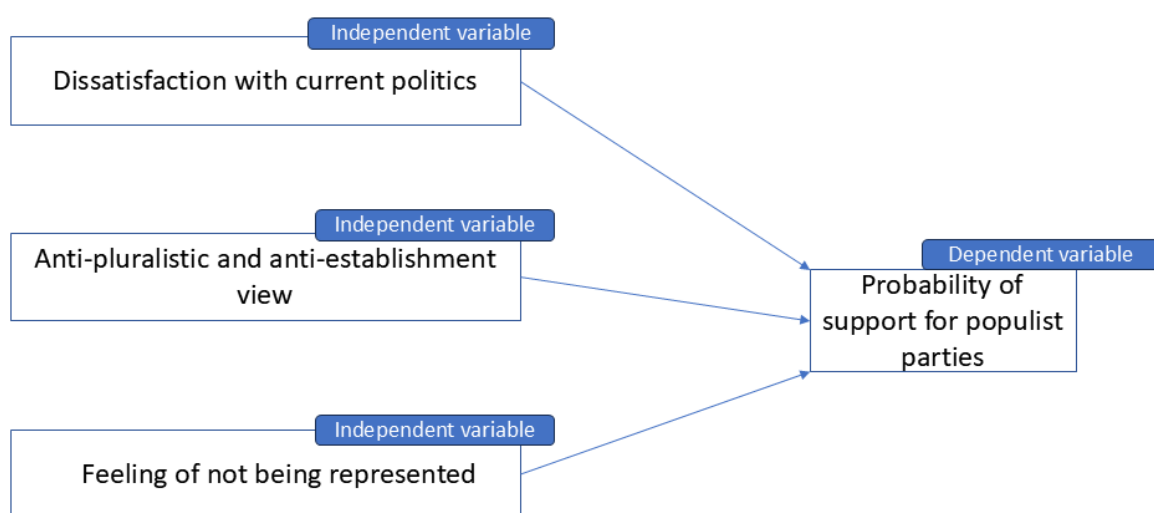 Independent variable
Dissatisfaction with current politics
Independent variable
Anti-pluralistic and anti-establishment
view
Independent variable
Feeling of not being represented
Dependent variable
Probability of
support for populist
parties